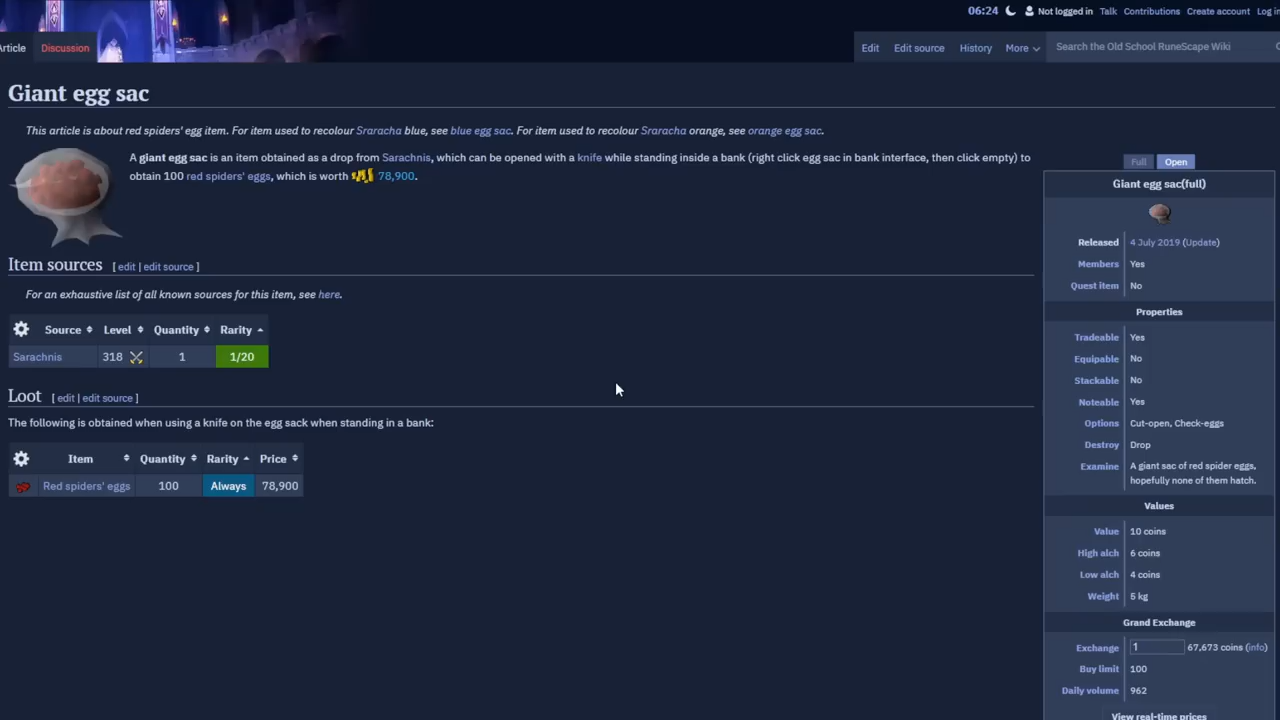 06:24 Not logged in Talk Contributions Create account Log in
Article Discussion
Edit Edit source History More
Search the Old School RuneScape Wiki
Giant egg sac
This article is about red spiders' egg item. For item used to recolour Sraracha blue, see blue egg sac. For item used to recolour Sraracha orange, see orange egg sac.
A giant egg sac is an item obtained as a drop from Sarachnis, which can be opened with a knife while standing inside a bank (right click egg sac in bank interface, then click empty) to
obtain 100 red spiders' eggs, which is worth 78,900.
Item sources [ edit | edit source ]
For an exhaustive list of all known sources for this item, see here.
Source Level Quantity Rarity
Sarachnis 318 1 1/20
Loot [ edit | edit source ]
The following is obtained when using a knife on the egg sack when standing in a bank:
Item Quantity Rarity Price
Red spiders' eggs 100 Always 78,900
Full Open
Giant egg sac(full)
Released 4 July 2019 (Update)
Members Yes
Quest item No
Properties
Tradeable Yes
Equipable No
Stackable No
Noteable Yes
Options Cut-open, Check-eggs
Destroy Drop
Examine A giant sac of red spider eggs,
hopefully none of them hatch.
Values
Value 10 coins
High alch 6 coins
Low alch 4 coins
Weight 5 kg
Grand Exchange
Exchange 1 67,673 coins (info)
Buy limit 100
Daily volume 962
View real-time prices